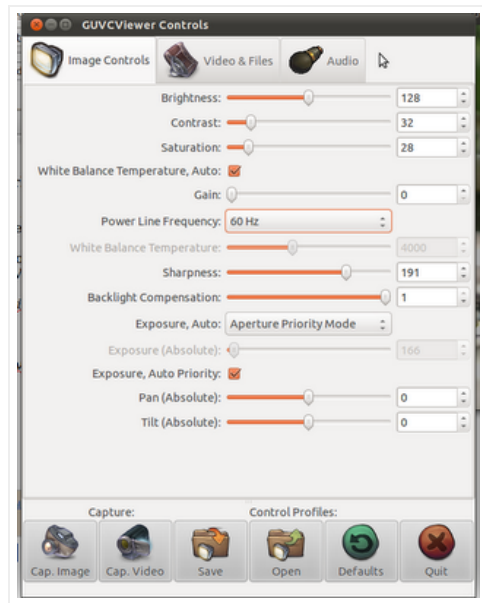 GUVCViewer Controls
Image Controls Video & Files Audio
Brightness: 128
Contrast: 32
Saturation: 28
White Balance Temperature, Auto:
Gain: 0
Power Line Frequency: 60 Hz
White Balance Temperature: 4000
Sharpness: 191
Backlight Compensation: 1
Exposure, Auto: Aperture Priority Mode
Exposure (Absolute): 166
Exposure, Auto Priority:
Pan (Absolute): 0
Tilt (Absolute): 0
Capture: Control Profiles:
Cap. Image Cap. Video Save Open Defaults Quit